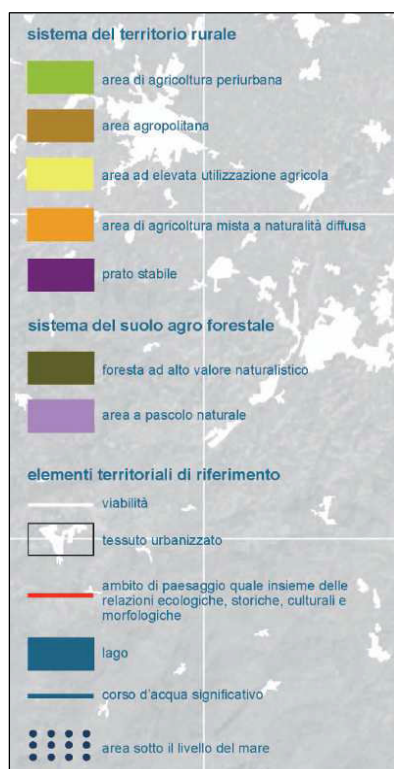 sistema del territorio rurale
area di agricoltura periurbana
area agropolitana
area ad elevata utilizzazione agricola
area di agricoltura mista a naturalità diffusa
prato stabile
sistema del suolo agro forestale
foresta ad alto valore naturalistico
area a pascolo naturale
elementi territoriali di riferimento
viabilità
tessuto urbanizzato
ambito di paesaggio quale insieme delle
relazioni ecologiche, storiche, culturali e
morfologiche
lago
corso d'acqua significativo
area sotto il livello del mare